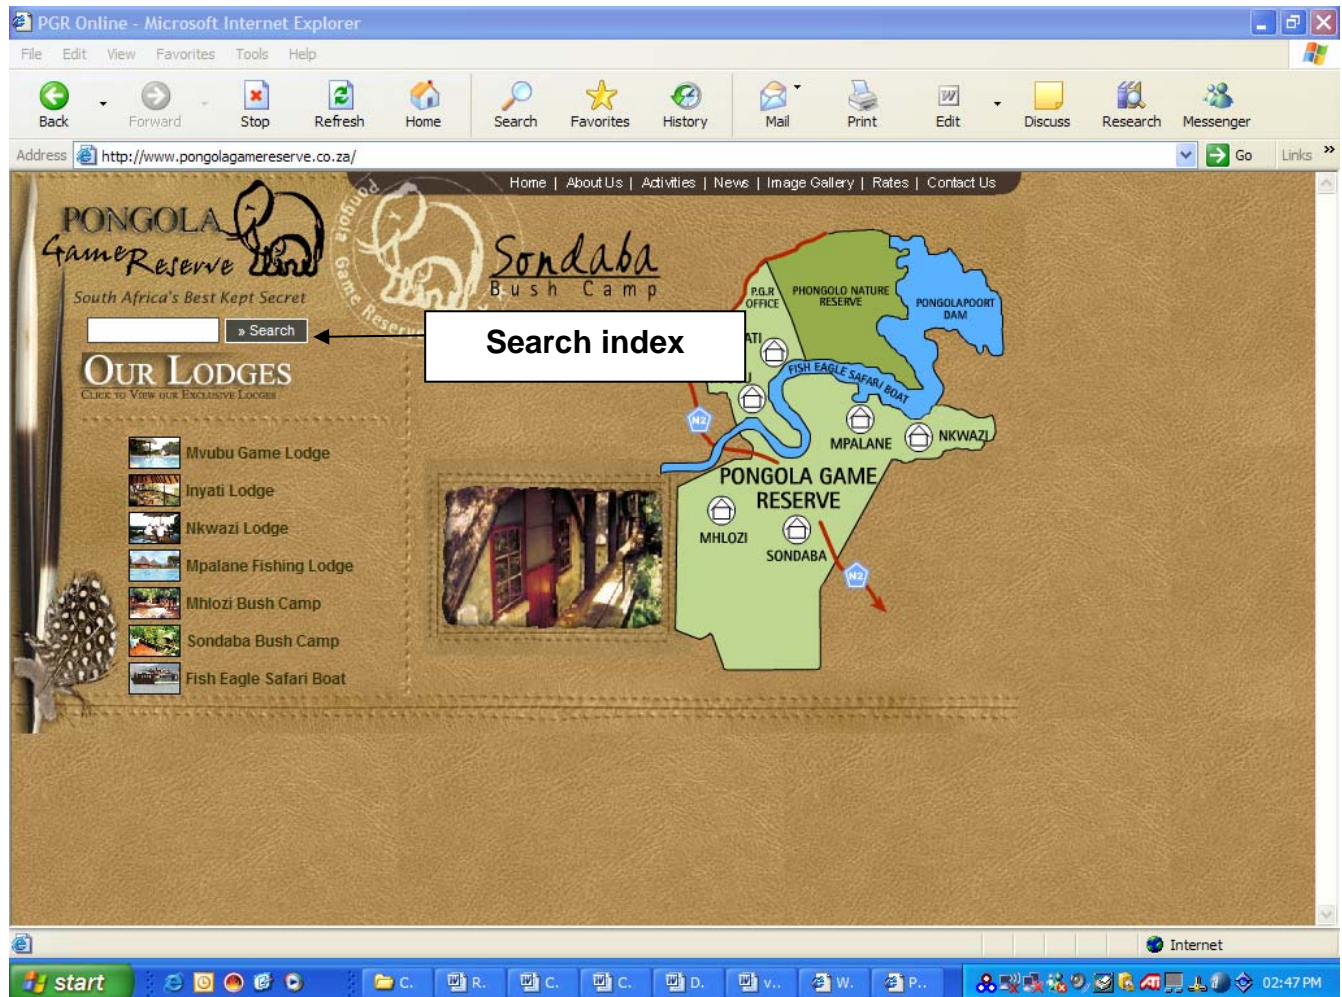 PGR Online - Microsoft Internet Explorer
File Edit View Favorites Tools Help
Back Forward Stop Refresh Home Search Favorites History Mail Print Edit Discuss Research Messenger
Address http://www.pongolagamereserve.co.za/ Go Links »
Home | About Us | Activities | News | Image Gallery | Rates | Contact Us
PONGOLA
Game Reserve
South Africa's Best Kept Secret
» Search
Pongola Game Reserve
Sondaba
Bush Camp
Search index
OUR LODGES
CLICK TO VIEW OUR EXCLUSIVE LODGES
Mvubu Game Lodge
Inyati Lodge
Nkwazi Lodge
Mpalane Fishing Lodge
Mhlozi Bush Camp
Sondaba Bush Camp
Fish Eagle Safari Boat
P.G.R
OFFICE
PHONGOLO NATURE
RESERVE
PONGOLAPOORT
DAM
FISH EAGLE SAFARI BOAT
N2
MPALANE
NKWAZI
PONGOLA GAME
RESERVE
MHLOZI
SONDABA
N2
Internet
start C. R. C. C. D. v.. W. P.. 02:47 PM